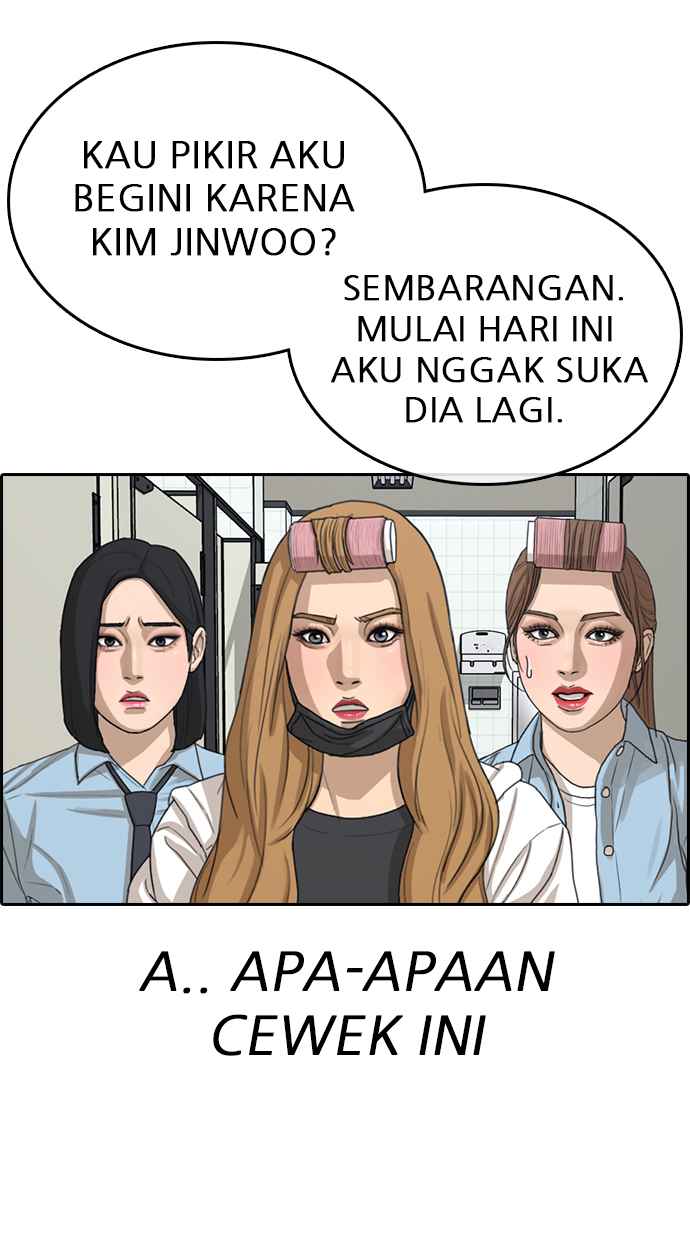 KAU PIKIR AKU
BEGINI KARENA
KIM JINWOO?
SEMBARANGAN.
MULAI HARI INI
AKU NGGAK SUKA
DIA LAGI.
A.. APA-APAAN
CEWEK INI